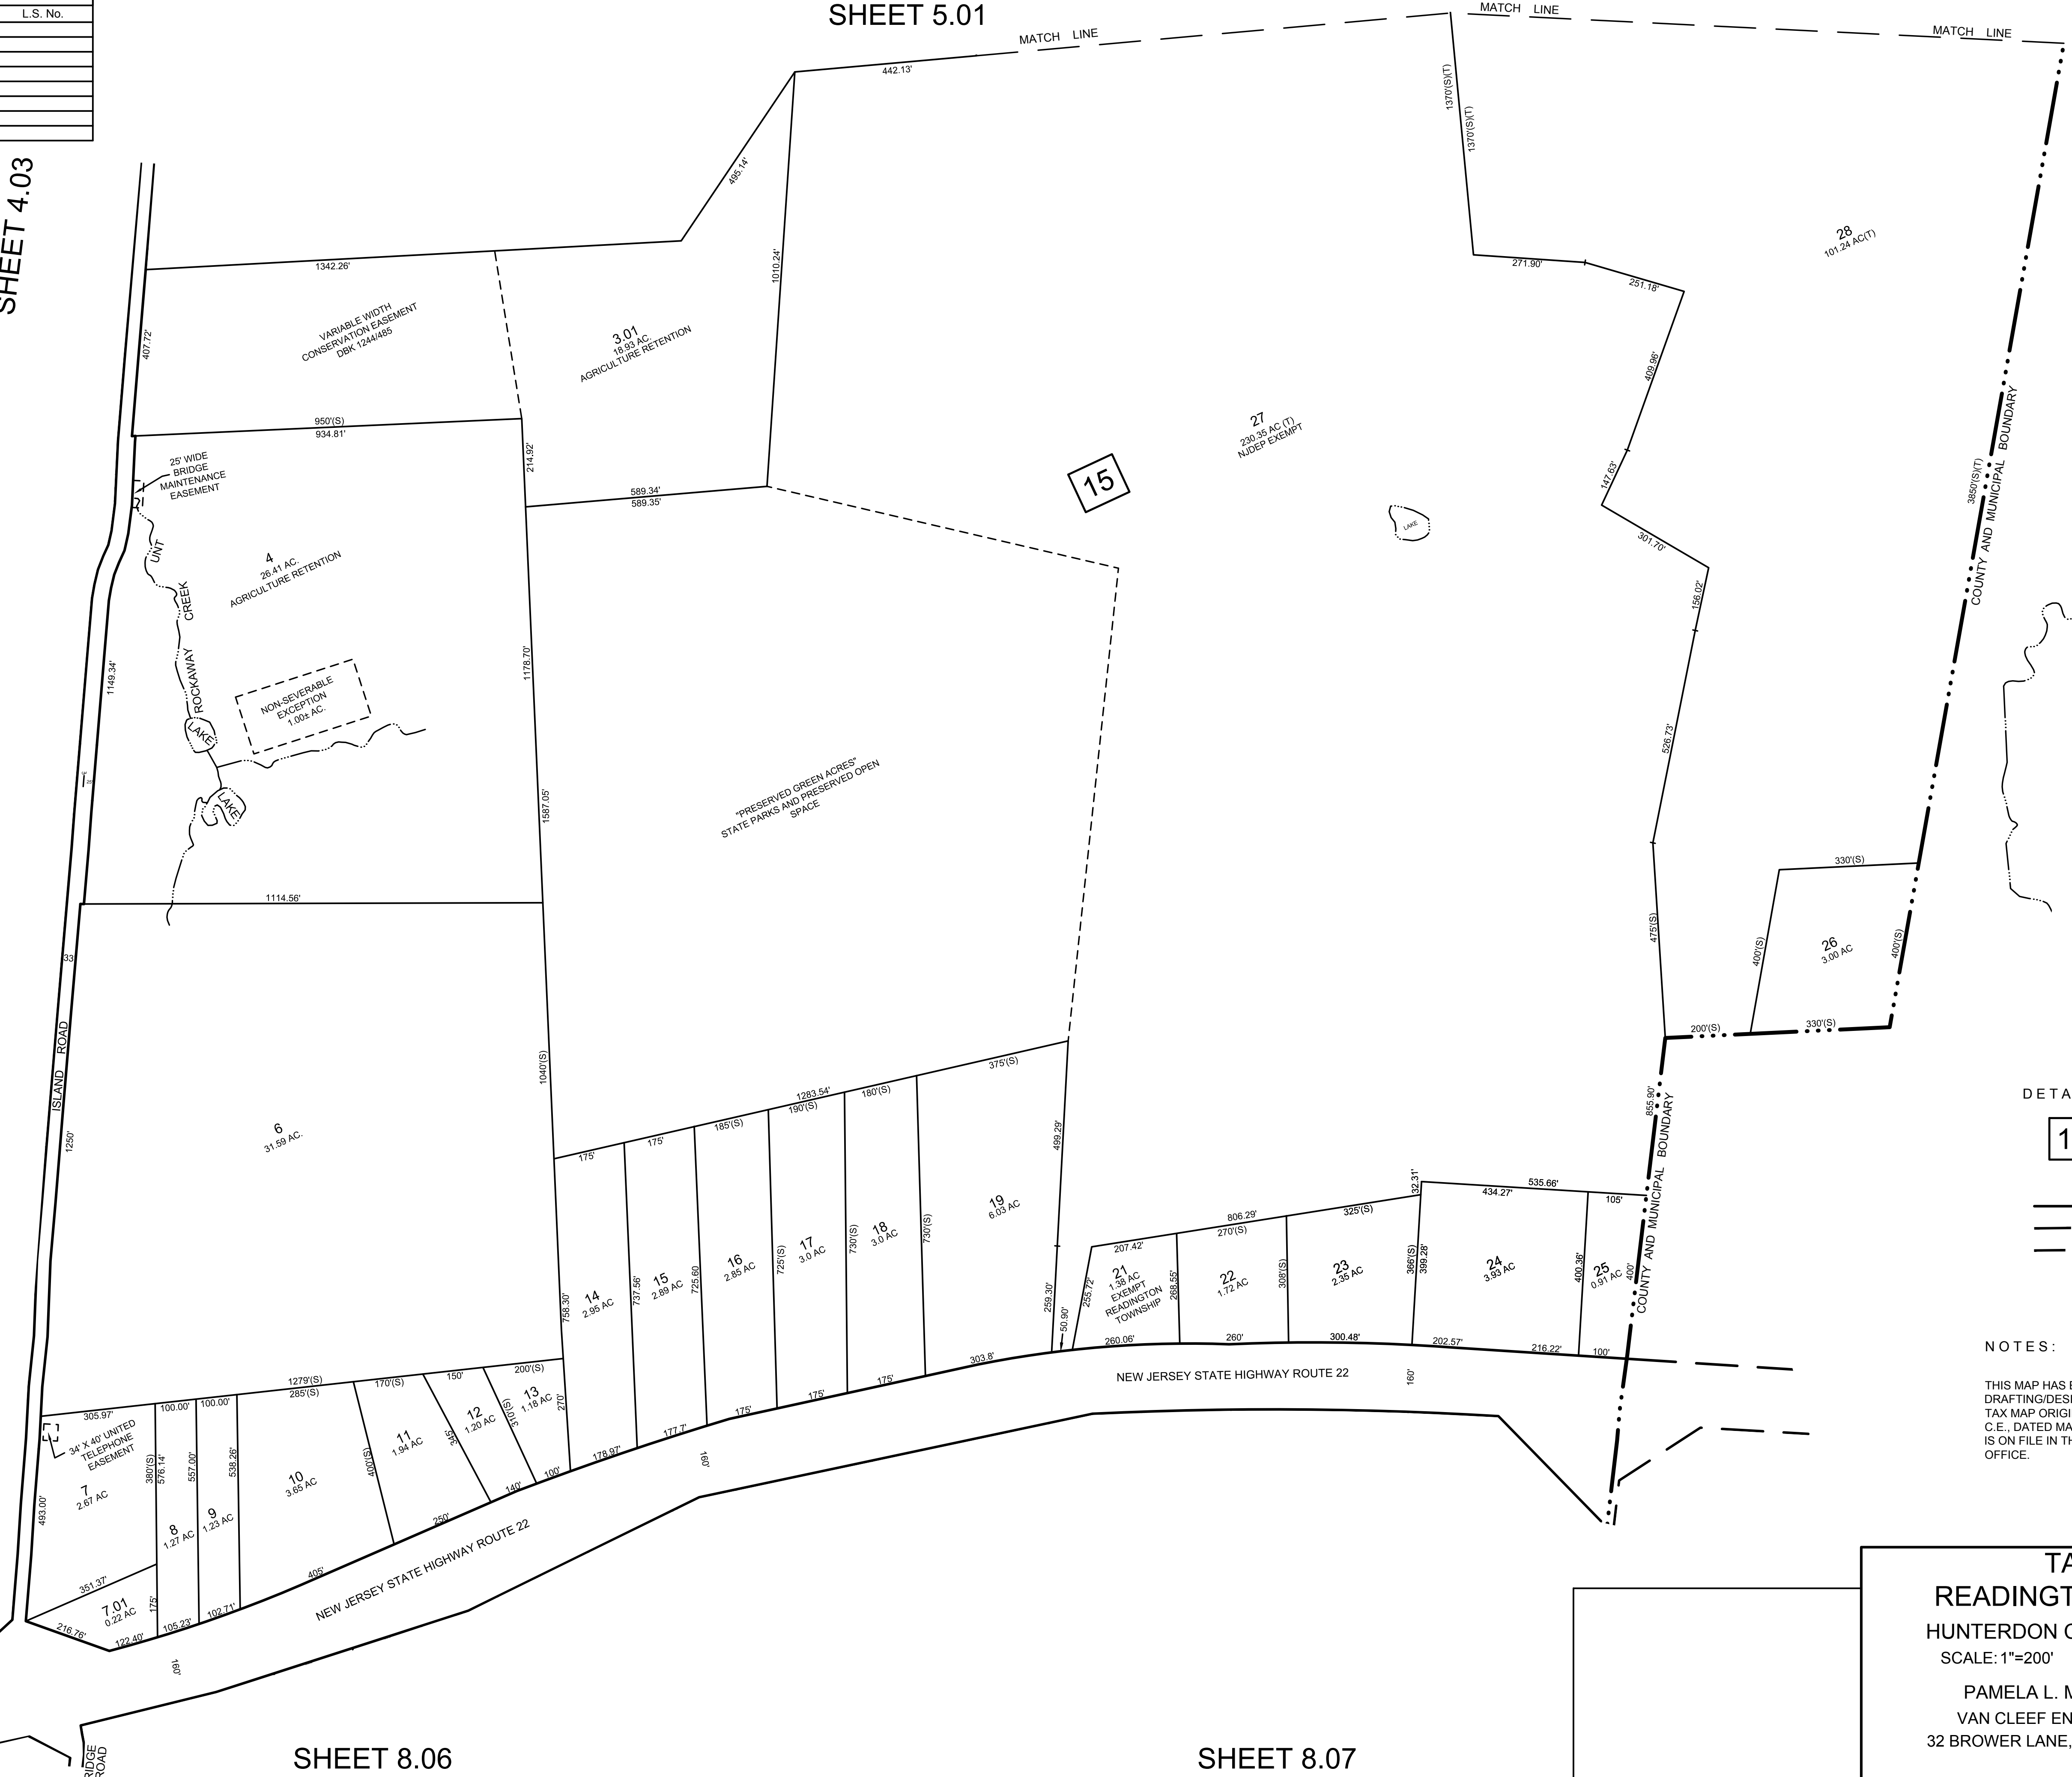 L.S. No.
SHEET 5.01
MATCH LINE
MATCH LINE
MATCH LINE
SHEET 4.03
442.13'
495.14'
1010.24'
1370'(S)(T)
1370'(S)(T)
1342.26'
407.72'
VARIABLE WIDTH
CONSERVATION EASEMENT
DBK 1244/485
3.01
18.93 AC.
AGRICULTURE RETENTION
271.90'
251.18'
28
101.24 AC(T)
409.96'
147.63'
301.70'
156.02'
526.73'
475'(S)
3850'(S)(T)
COUNTY AND MUNICIPAL BOUNDARY
27
230.35 AC (T)
NJDEP EXEMPT
15
LAKE
950'(S)
934.81'
214.92'
589.34'
589.35'
25' WIDE
BRIDGE
MAINTENANCE
EASEMENT
UNT
ROCKAWAY CREEK
4
26.41 AC.
AGRICULTURE RETENTION
1149.34'
1178.70'
NON-SEVERABLE
EXCEPTION
1.00± AC.
LAKE
LAKE
1587.05'
"PRESERVED GREEN ACRES"
STATE PARKS AND PRESERVED OPEN
SPACE
1114.56'
33'
ISLAND ROAD
1250'
6
31.59 AC.
1040'(S)
330'(S)
400'(S)
26
3.00 AC
400'(S)
200'(S)
330'(S)
855.90'
COUNTY AND MUNICIPAL BOUNDARY
1283.54'
175'
175'
185'(S)
190'(S)
180'(S)
375'(S)
499.29'
758.30'
14
2.95 AC
737.56'
15
2.89 AC
725.60
16
2.85 AC
725'(S)
17
3.0 AC
730'(S)
18
3.0 AC
730'(S)
19
6.03 AC
259.30'
50.90'
255.72'
207.42'
806.29'
21
1.38 AC
EXEMPT
READINGTON
TOWNSHIP
268.55'
270'(S)
22
1.72 AC
308'(S)
325'(S)
23
2.35 AC
32.31'
366'(S)
399.28'
535.66'
434.27'
24
3.93 AC
400.36'
105'
25
0.91 AC
400'
260.06'
260'
300.48'
202.57'
216.22'
100'
303.8'
NEW JERSEY STATE HIGHWAY ROUTE 22
160'
175'
175'
175'
177.7'
178.97'
160'
1279'(S)
305.97'
100.00'
100.00'
285'(S)
170'(S)
150'
200'(S)
34' X 40' UNITED
TELEPHONE
EASEMENT
7
2.67 AC
493.00'
380'(S)
576.14'
8
1.27 AC
557.00'
9
1.23 AC
538.26'
10
3.65 AC
400'(S)
11
1.94 AC
345'
12
1.20 AC
310'(S)
13
1.18 AC
270'
351.37'
7.01
0.22 AC
175'
216.76'
122.40'
105.23'
102.71'
405'
250'
140'
100'
NEW JERSEY STATE HIGHWAY ROUTE 22
160'
RIDGE
ROAD
SHEET 8.06
SHEET 8.07
DETA
1
NOTES:
THIS MAP HAS
DRAFTING/DES
TAX MAP ORIGI
C.E., DATED MA
IS ON FILE IN TH
OFFICE.
TA
READINGT
HUNTERDON C
SCALE: 1"=200'
PAMELA L. M
VAN CLEEF EN
32 BROWER LANE,